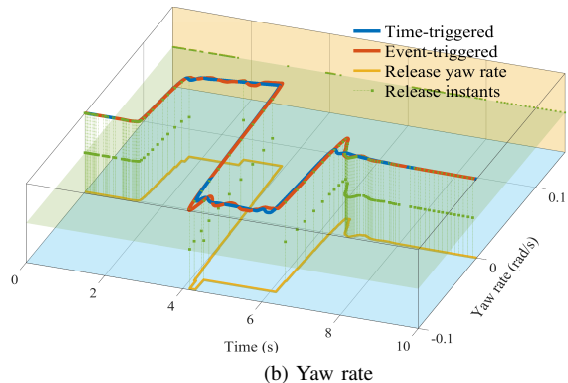 Time-triggered
Event-triggered
Release yaw rate
Release instants
0.1
0
-0.1
Yaw rate (rad/s)
0
2
4
6
8
10
Time (s)
(b) Yaw rate